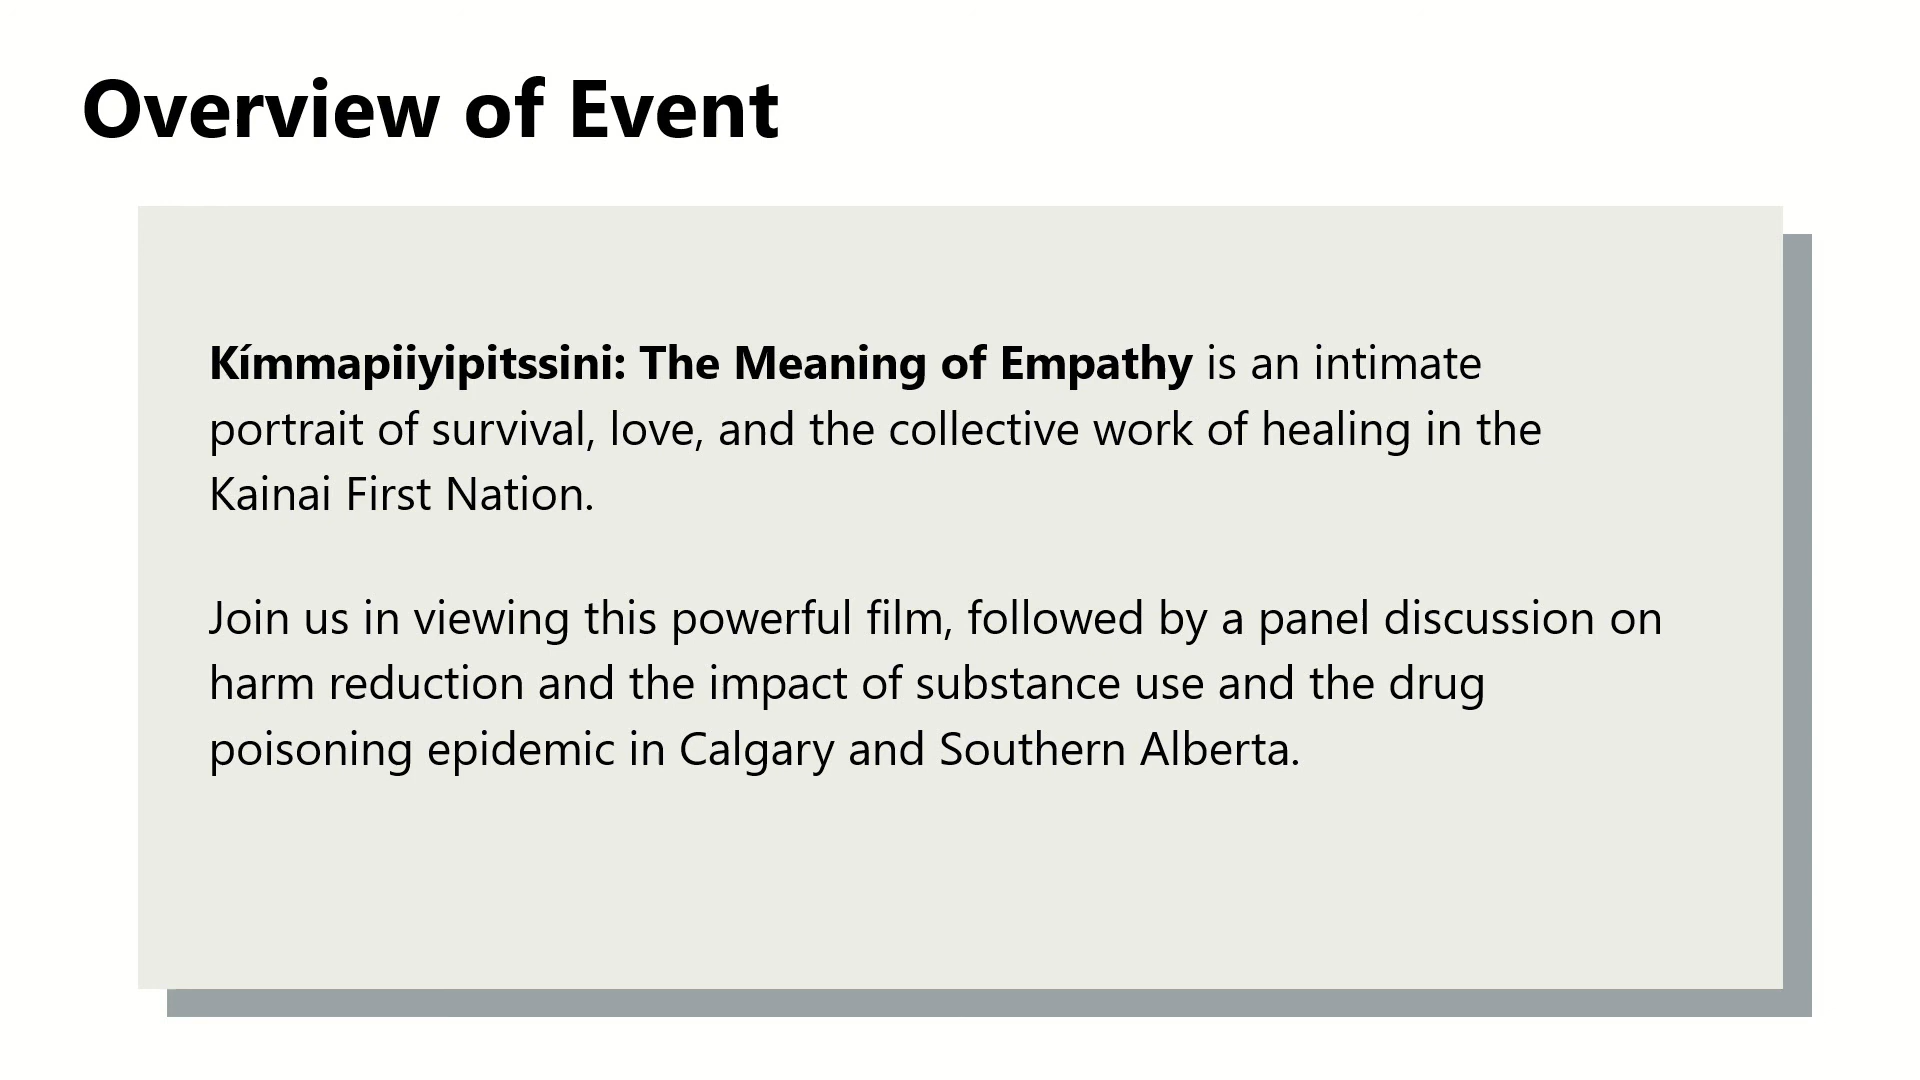 Overview of Event
Kímmapiiyipitssini: The Meaning of Empathy is an intimate
portrait of survival, love, and the collective work of healing in the
Kainai First Nation.
Join us in viewing this powerful film, followed by a panel discussion on
harm reduction and the impact of substance use and the drug
poisoning epidemic in Calgary and Southern Alberta.